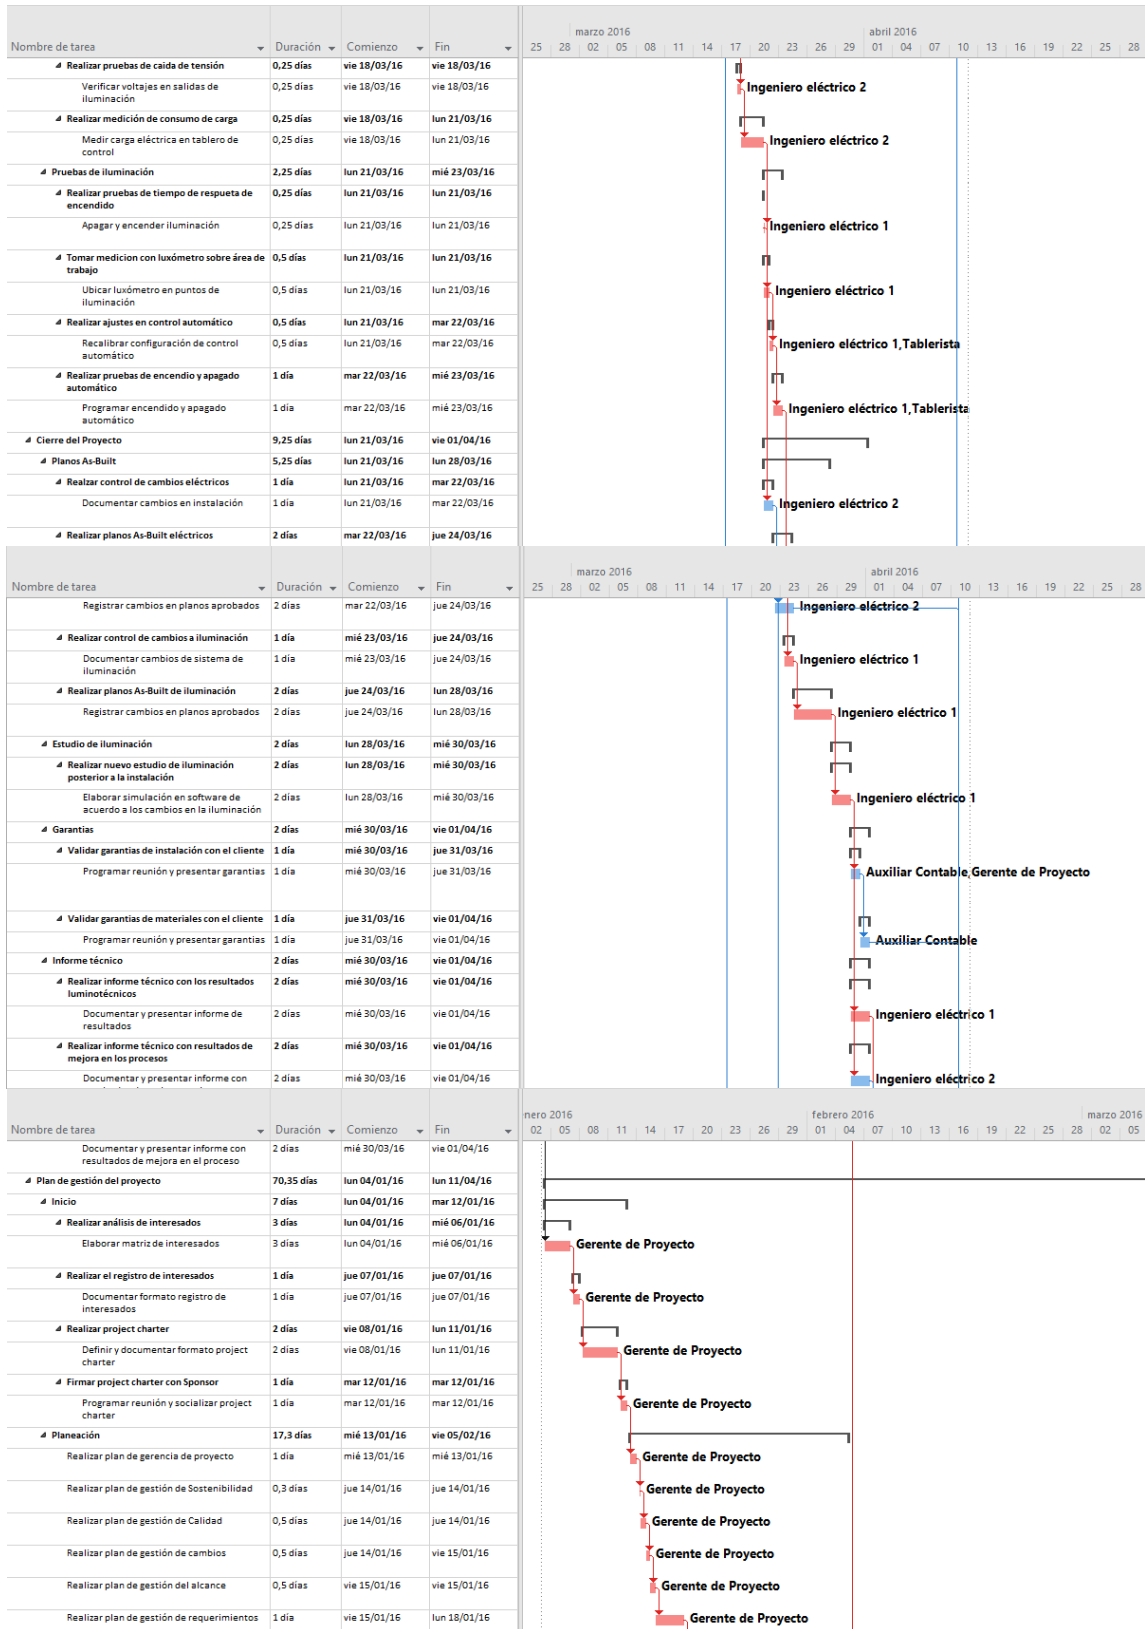 marzo 2016 abril 2016
Nombre de tarea Duración Comienzo Fin 25 28 02 05 08 11 14 17 20 23 26 29 01 04 07 10 13 16 19 22 25 28
Realizar pruebas de caida de tensión 0,25 días vie 18/03/16 vie 18/03/16
Verificar voltajes en salidas de iluminación 0,25 días vie 18/03/16 vie 18/03/16 Ingeniero eléctrico 2
Realizar medición de consumo de carga 0,25 días vie 18/03/16 lun 21/03/16
Medir carga eléctrica en tablero de control 0,25 días vie 18/03/16 lun 21/03/16 Ingeniero eléctrico 2
Pruebas de iluminación 2,25 días lun 21/03/16 mié 23/03/16
Realizar pruebas de tiempo de respueta de encendido 0,25 días lun 21/03/16 lun 21/03/16
Apagar y encender iluminación 0,25 días lun 21/03/16 lun 21/03/16 Ingeniero eléctrico 1
Tomar medicion con luxómetro sobre área de trabajo 0,5 días lun 21/03/16 lun 21/03/16
Ubicar luxómetro en puntos de iluminación 0,5 días lun 21/03/16 lun 21/03/16 Ingeniero eléctrico 1
Realizar ajustes en control automático 0,5 días lun 21/03/16 mar 22/03/16
Recalibrar configuración de control automático 0,5 días lun 21/03/16 mar 22/03/16 Ingeniero eléctrico 1,Tablerista
Realizar pruebas de encendio y apagado automático 1 día mar 22/03/16 mié 23/03/16
Programar encendido y apagado automático 1 día mar 22/03/16 mié 23/03/16 Ingeniero eléctrico 1,Tablerista
Cierre del Proyecto 9,25 días lun 21/03/16 vie 01/04/16
Planos As-Built 5,25 días lun 21/03/16 lun 28/03/16
Realzar control de cambios eléctricos 1 día lun 21/03/16 mar 22/03/16
Documentar cambios en instalación 1 día lun 21/03/16 mar 22/03/16 Ingeniero eléctrico 2
Realizar planos As-Built eléctricos 2 días mar 22/03/16 jue 24/03/16
marzo 2016 abril 2016
Nombre de tarea Duración Comienzo Fin 25 28 02 05 08 11 14 17 20 23 26 29 01 04 07 10 13 16 19 22 25 28
Registrar cambios en planos aprobados 2 días mar 22/03/16 jue 24/03/16 Ingeniero eléctrico 2
Realizar control de cambios a iluminación 1 día mié 23/03/16 jue 24/03/16
Documentar cambios de sistema de iluminación 1 día mié 23/03/16 jue 24/03/16 Ingeniero eléctrico 1
Realizar planos As-Built de iluminación 2 días jue 24/03/16 lun 28/03/16
Registrar cambios en planos aprobados 2 días jue 24/03/16 lun 28/03/16 Ingeniero eléctrico 1
Estudio de iluminación 2 días lun 28/03/16 mié 30/03/16
Realizar nuevo estudio de iluminación posterior a la instalación 2 días lun 28/03/16 mié 30/03/16
Elaborar simulación en software de acuerdo a los cambios en la iluminación 2 días lun 28/03/16 mié 30/03/16 Ingeniero eléctrico 1
Garantias 2 días mié 30/03/16 vie 01/04/16
Validar garantias de instalación con el cliente 1 día mié 30/03/16 jue 31/03/16
Programar reunión y presentar garantias 1 día mié 30/03/16 jue 31/03/16 Auxiliar Contable,Gerente de Proyecto
Validar garantias de materiales con el cliente 1 día jue 31/03/16 vie 01/04/16
Programar reunión y presentar garantias 1 día jue 31/03/16 vie 01/04/16 Auxiliar Contable
Informe técnico 2 días mié 30/03/16 vie 01/04/16
Realizar informe técnico con los resultados luminotécnicos 2 días mié 30/03/16 vie 01/04/16
Documentar y presentar informe de resultados 2 días mié 30/03/16 vie 01/04/16 Ingeniero eléctrico 1
Realizar informe técnico con resultados de mejora en los procesos 2 días mié 30/03/16 vie 01/04/16
Documentar y presentar informe con 2 días mié 30/03/16 vie 01/04/16 Ingeniero eléctrico 2
nero 2016 febrero 2016 marzo 2016
Nombre de tarea Duración Comienzo Fin 02 05 08 11 14 17 20 23 26 29 01 04 07 10 13 16 19 22 25 28 02 05
Documentar y presentar informe con resultados de mejora en el proceso 2 días mié 30/03/16 vie 01/04/16
Plan de gestión del proyecto 70,35 días lun 04/01/16 lun 11/04/16
Inicio 7 días lun 04/01/16 mar 12/01/16
Realizar análisis de interesados 3 días lun 04/01/16 mié 06/01/16
Elaborar matriz de interesados 3 días lun 04/01/16 mié 06/01/16 Gerente de Proyecto
Realizar el registro de interesados 1 día jue 07/01/16 jue 07/01/16
Documentar formato registro de interesados 1 día jue 07/01/16 jue 07/01/16 Gerente de Proyecto
Realizar project charter 2 días vie 08/01/16 lun 11/01/16
Definir y documentar formato project charter 2 días vie 08/01/16 lun 11/01/16 Gerente de Proyecto
Firmar project charter con Sponsor 1 día mar 12/01/16 mar 12/01/16
Programar reunión y socializar project charter 1 día mar 12/01/16 mar 12/01/16 Gerente de Proyecto
Planeación 17,3 días mié 13/01/16 vie 05/02/16
Realizar plan de gerencia de proyecto 1 día mié 13/01/16 mié 13/01/16 Gerente de Proyecto
Realizar plan de gestión de Sostenibilidad 0,3 días jue 14/01/16 jue 14/01/16 Gerente de Proyecto
Realizar plan de gestión de Calidad 0,5 días jue 14/01/16 jue 14/01/16 Gerente de Proyecto
Realizar plan de gestión de cambios 0,5 días jue 14/01/16 vie 15/01/16 Gerente de Proyecto
Realizar plan de gestión del alcance 0,5 días vie 15/01/16 vie 15/01/16 Gerente de Proyecto
Realizar plan de gestión de requerimientos 1 día vie 15/01/16 lun 18/01/16 Gerente de Proyecto